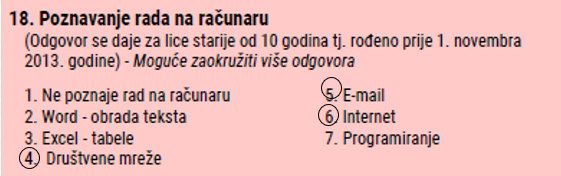 18. Poznavanje rada na računaru
(Odgovor se daje za lice starije od 10 godina tj. rođeno prije 1. novembra
2013. godine) - Moguće zaokružiti više odgovora
1. Ne poznaje rad na računaru
2. Word - obrada teksta
3. Excel - tabele
4. Društvene mreže
5. E-mail
6. Internet
7. Programiranje